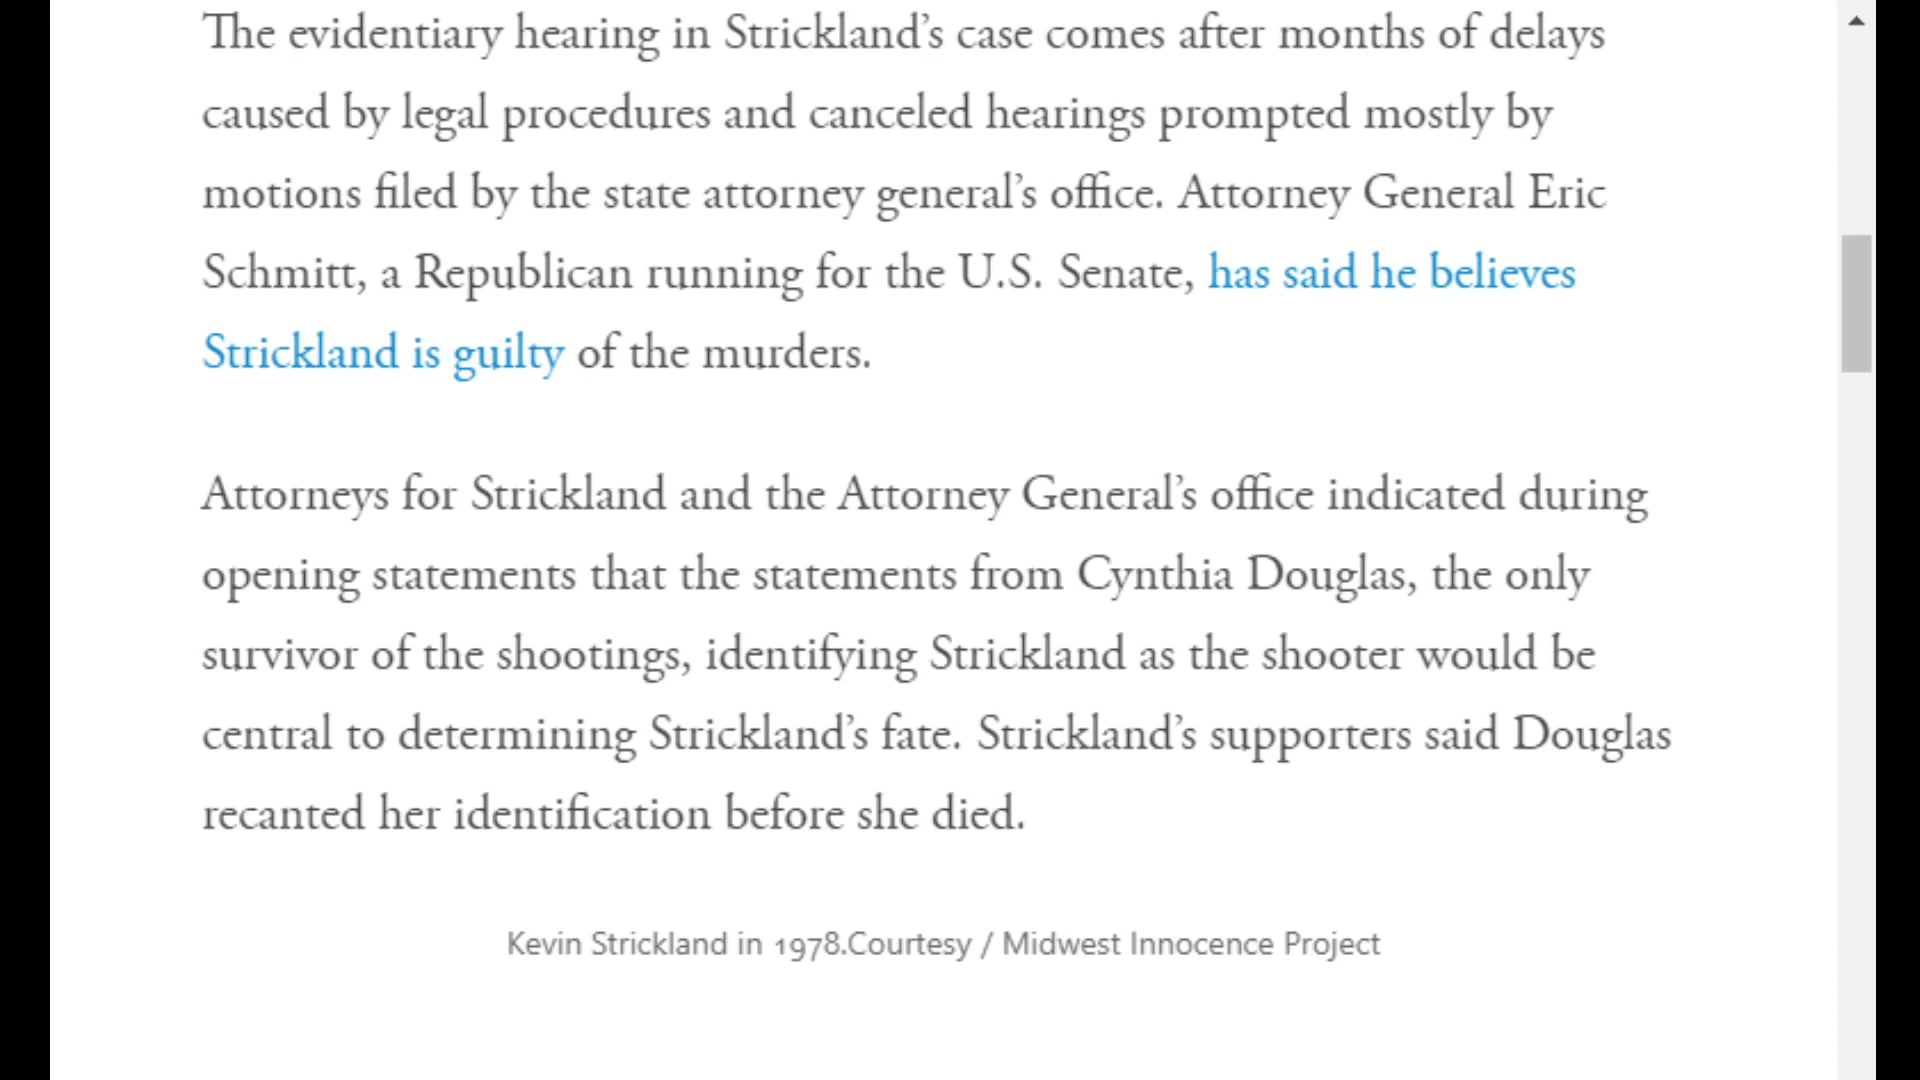 The evidentiary hearing in Strickland’s case comes after months of delays
caused by legal procedures and canceled hearings prompted mostly by
motions filed by the state attorney general’s office. Attorney General Eric
Schmitt, a Republican running for the U.S. Senate, has said he believes
Strickland is guilty of the murders.
Attorneys for Strickland and the Attorney General’s office indicated during
opening statements that the statements from Cynthia Douglas, the only
survivor of the shootings, identifying Strickland as the shooter would be
central to determining Strickland’s fate. Strickland’s supporters said Douglas
recanted her identification before she died.
Kevin Strickland in 1978.Courtesy / Midwest Innocence Project